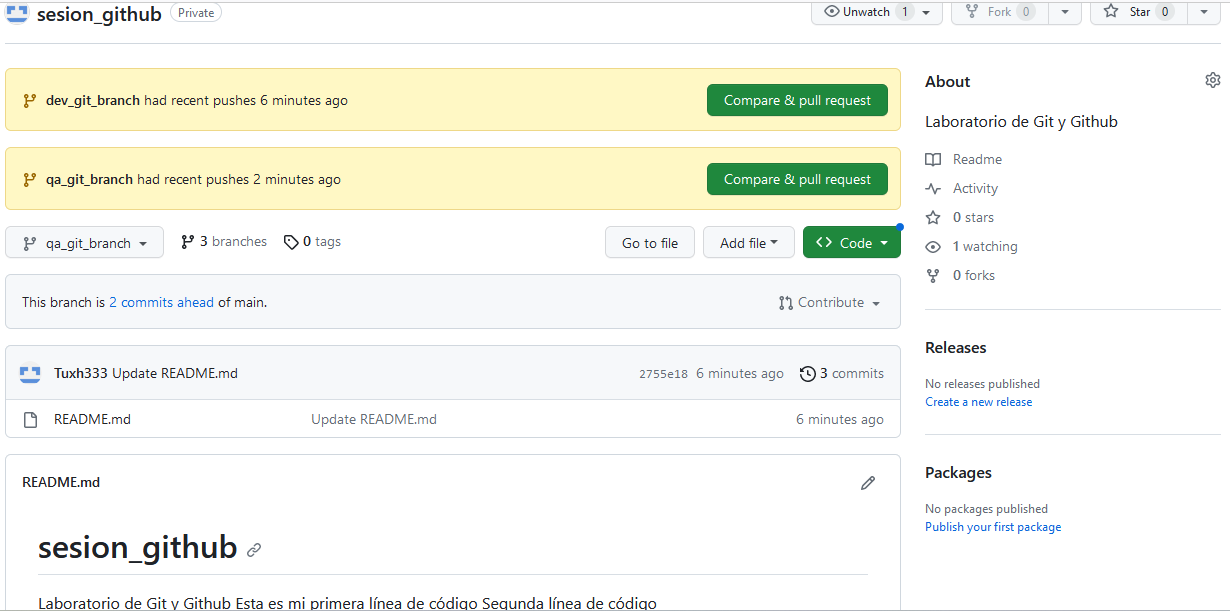 sesion_github Private
Unwatch 1 Fork 0 Star 0
dev_git_branch had recent pushes 6 minutes ago
Compare & pull request
qa_git_branch had recent pushes 2 minutes ago
Compare & pull request
qa_git_branch 3 branches 0 tags
Go to file Add file Code
This branch is 2 commits ahead of main.
Contribute
Tuxh333 Update README.md 2755e18 6 minutes ago 3 commits
README.md Update README.md 6 minutes ago
README.md
sesion_github
Laboratorio de Git y Github Esta es mi primera línea de código Segunda línea de código
About
Laboratorio de Git y Github
Readme
Activity
0 stars
1 watching
0 forks
Releases
No releases published
Create a new release
Packages
No packages published
Publish your first package